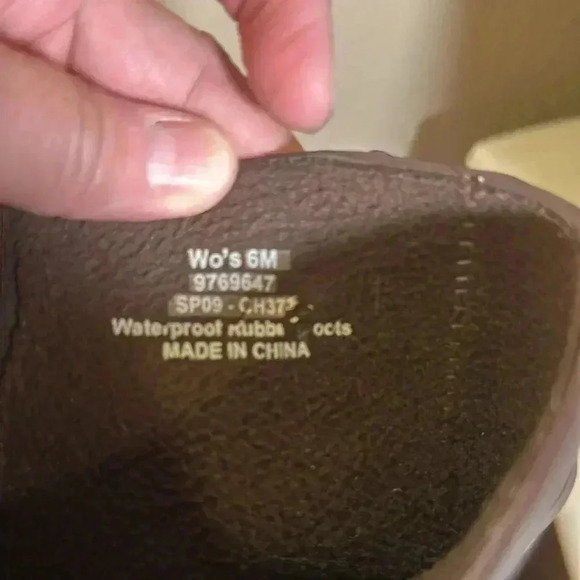 Wo's 6M
9769647
SP09 - CH37
Waterproof
MADE IN CHINA